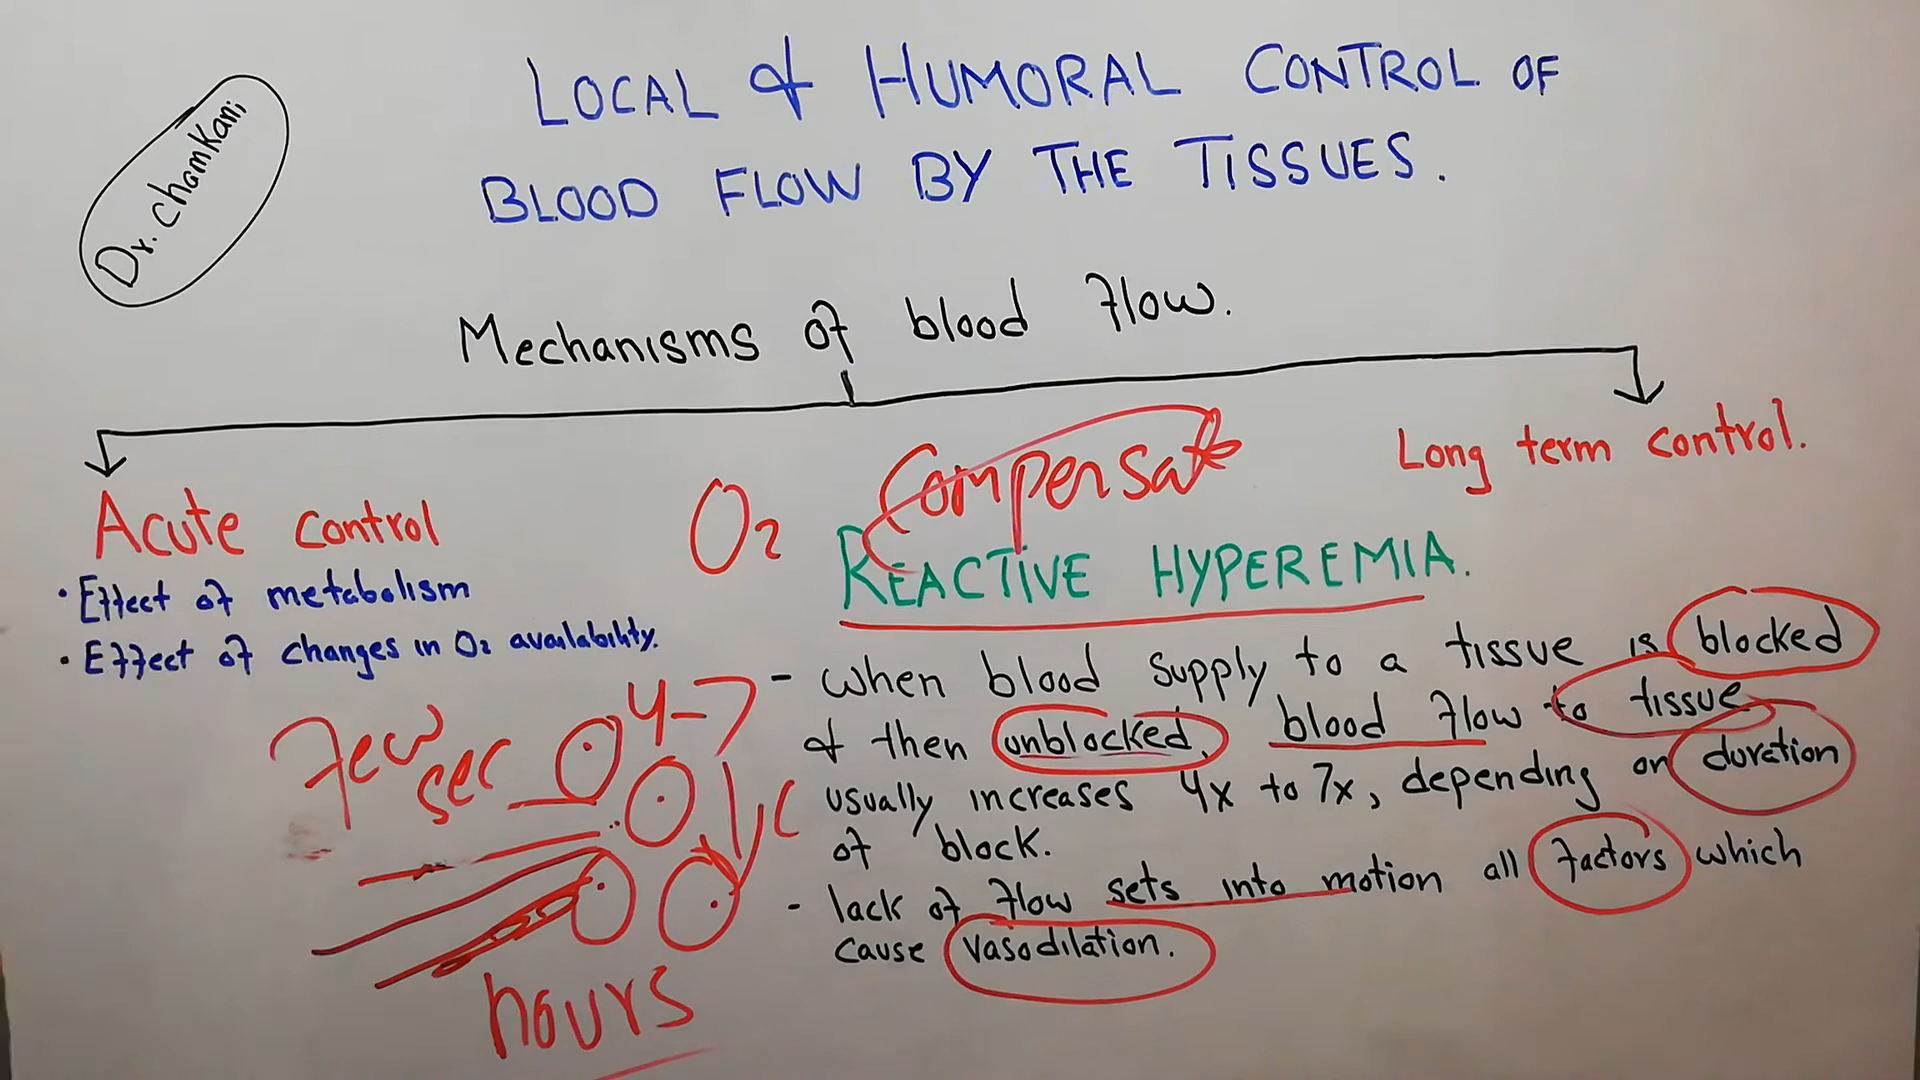 Dr. Chamkani
LOCAL & HUMORAL CONTROL OF
BLOOD FLOW BY THE TISSUES.
Mechanisms of blood flow.
Acute control
• Effect of metabolism
• Effect of changes in O2 availability.
Long term control.
O2
Compensate
REACTIVE HYPEREMIA.
- when blood supply to a tissue is blocked
& then unblocked, blood flow to tissue
usually increases 4x to 7x, depending on duration
of block.
- lack of flow sets into motion all factors which
cause vasodilation.
few
sec
4-7
hours